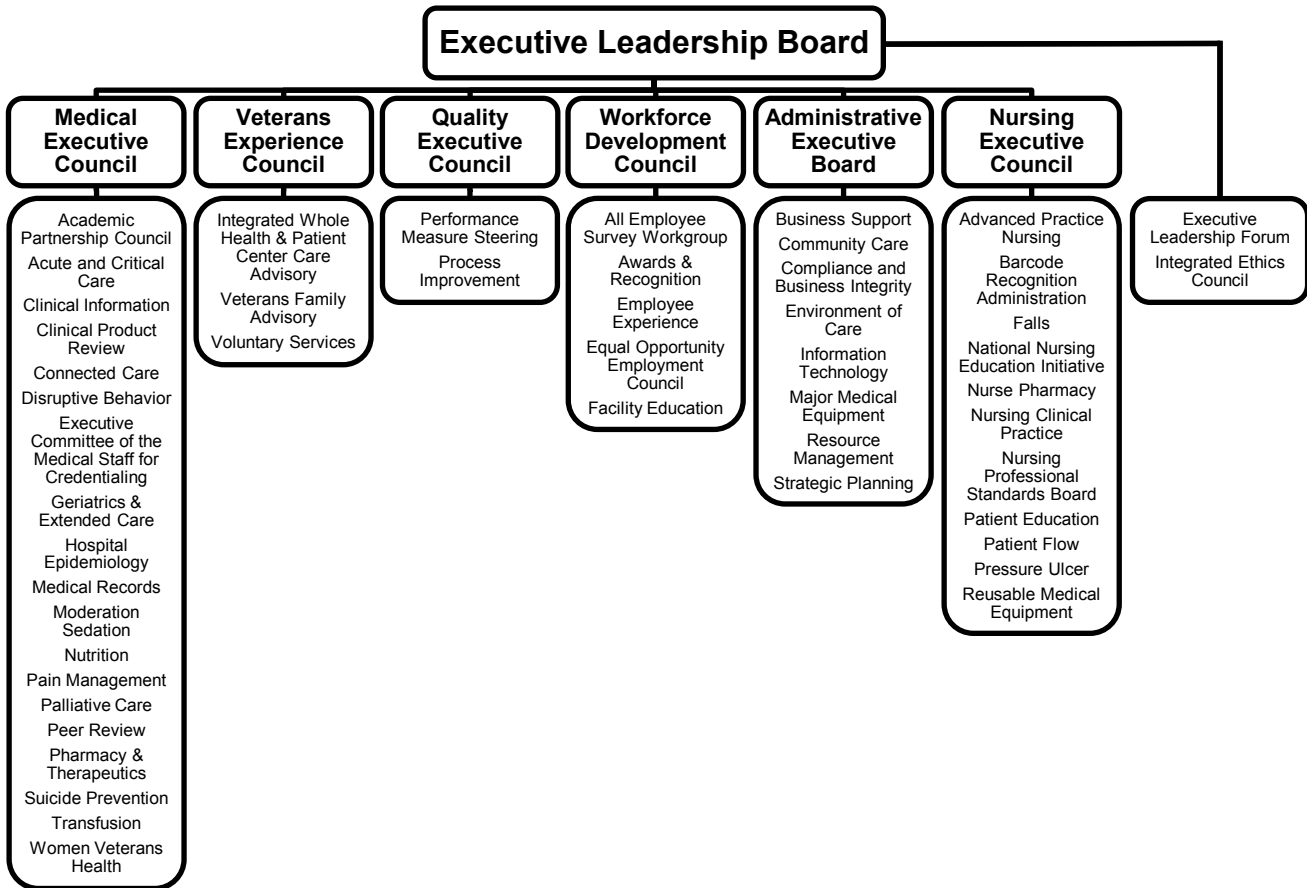 Executive Leadership Board
Medical
Executive
Council
Veterans
Experience
Council
Quality
Executive
Council
Workforce
Development
Council
Administrative
Executive
Board
Nursing
Executive
Council
Academic
Partnership Council
Acute and Critical
Care
Clinical Information
Clinical Product
Review
Connected Care
Disruptive Behavior
Executive
Committee of the
Medical Staff for
Credentialing
Geriatrics &
Extended Care
Hospital
Epidemiology
Medical Records
Moderation
Sedation
Nutrition
Pain Management
Palliative Care
Peer Review
Pharmacy &
Therapeutics
Suicide Prevention
Transfusion
Women Veterans
Health
Integrated Whole
Health & Patient
Center Care
Advisory
Veterans Family
Advisory
Voluntary Services
Performance
Measure Steering
Process
Improvement
All Employee
Survey Workgroup
Awards &
Recognition
Employee
Experience
Equal Opportunity
Employment
Council
Facility Education
Business Support
Community Care
Compliance and
Business Integrity
Environment of
Care
Information
Technology
Major Medical
Equipment
Resource
Management
Strategic Planning
Advanced Practice
Nursing
Barcode
Recognition
Administration
Falls
National Nursing
Education Initiative
Nurse Pharmacy
Nursing Clinical
Practice
Nursing
Professional
Standards Board
Patient Education
Patient Flow
Pressure Ulcer
Reusable Medical
Equipment
Executive
Leadership Forum
Integrated Ethics
Council